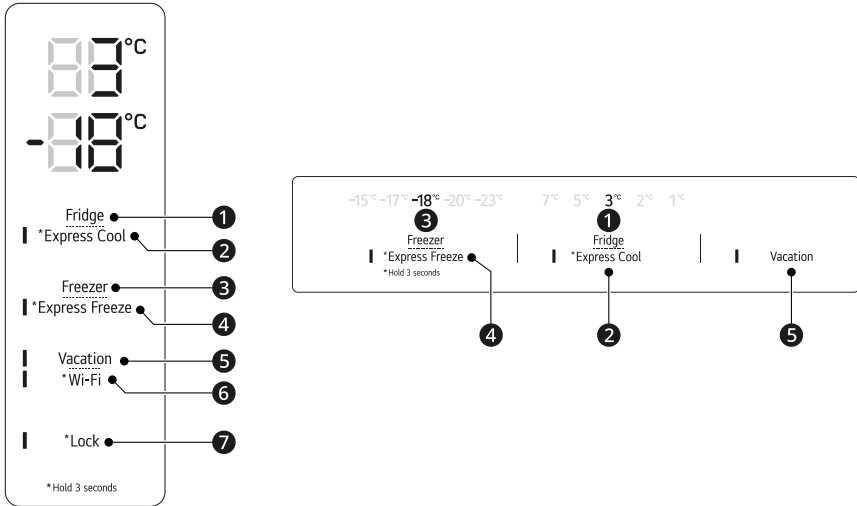 3°C
-18°C
Fridge
*Express Cool
Freezer
*Express Freeze
Vacation
*Wi-Fi
*Lock
*Hold 3 seconds
1
2
3
4
5
6
7
-15°C -17°C -18°C -20°C -23°C 7°C 5°C 3°C 2°C 1°C
3 1
Freezer Fridge
*Express Freeze *Express Cool Vacation
*Hold 3 seconds
4 2 5